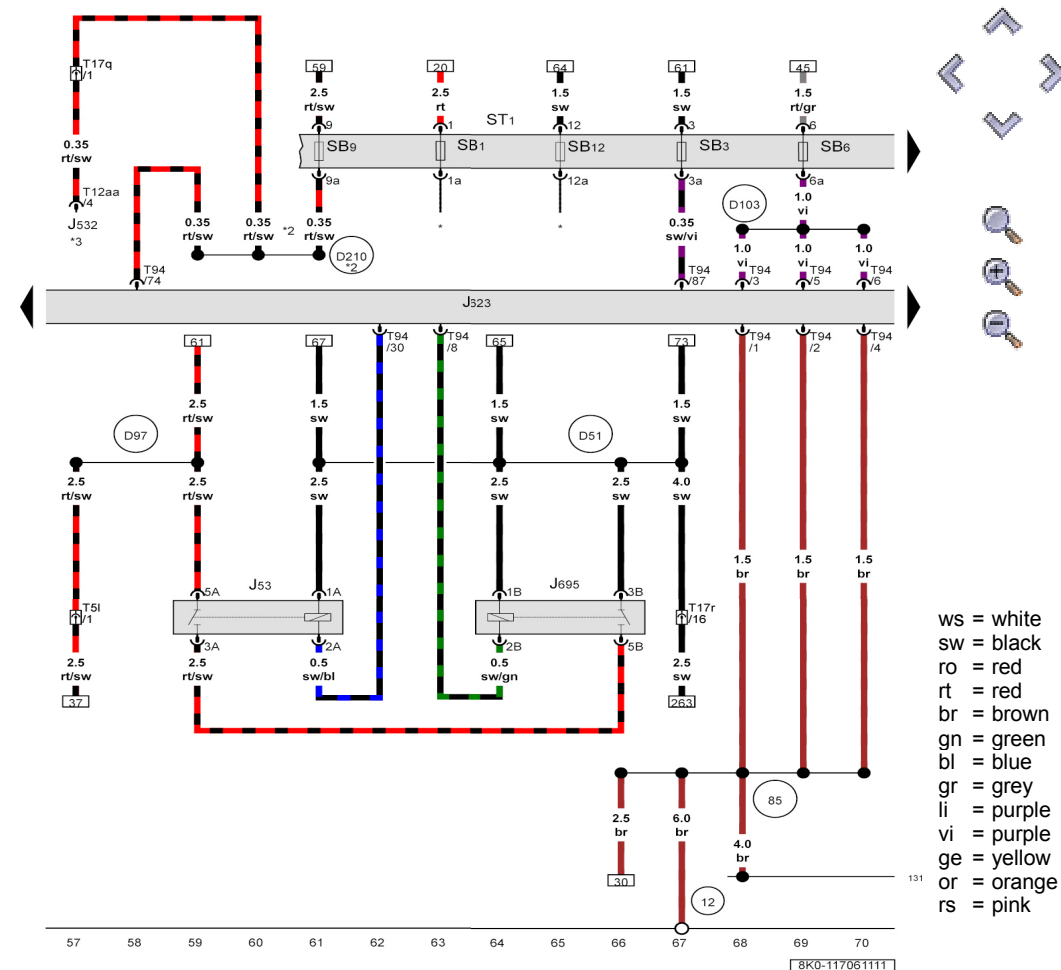 T17q
/1
0.35
rt/sw
T12aa
/4
J532
*3
59
20
64
61
45
2.5
rt/sw
2.5
rt
1.5
sw
1.5
sw
1.5
rt/gr
ST1
9
1
12
3
6
SB9
SB1
SB12
SB3
SB6
9a
1a
12a
3a
6a
*
*
0.35
rt/sw
0.35
rt/sw
*2
0.35
rt/sw
D210
*2
0.35
sw/vi
D103
1.0
vi
1.0
vi
1.0
vi
1.0
vi
T94
/74
T94
/87
T94
/3
T94
/5
T94
/6
J623
T94
/30
T94
/8
T94
/1
T94
/2
T94
/4
61
67
65
73
2.5
rt/sw
1.5
sw
1.5
sw
1.5
sw
D97
D51
2.5
rt/sw
2.5
rt/sw
2.5
sw
2.5
sw
2.5
sw
4.0
sw
1.5
br
1.5
br
1.5
br
J53
J695
5A
1A
1B
3B
T5l
/1
T17r
/16
3A
2A
2B
5B
2.5
rt/sw
2.5
rt/sw
0.5
sw/bl
0.5
sw/gn
2.5
sw
37
263
85
2.5
br
6.0
br
4.0
br
30
12
131
57 58 59 60 61 62 63 64 65 66 67 68 69 70
8K0-117061111
ws = white
sw = black
ro = red
rt = red
br = brown
gn = green
bl = blue
gr = grey
li = purple
vi = purple
ge = yellow
or = orange
rs = pink